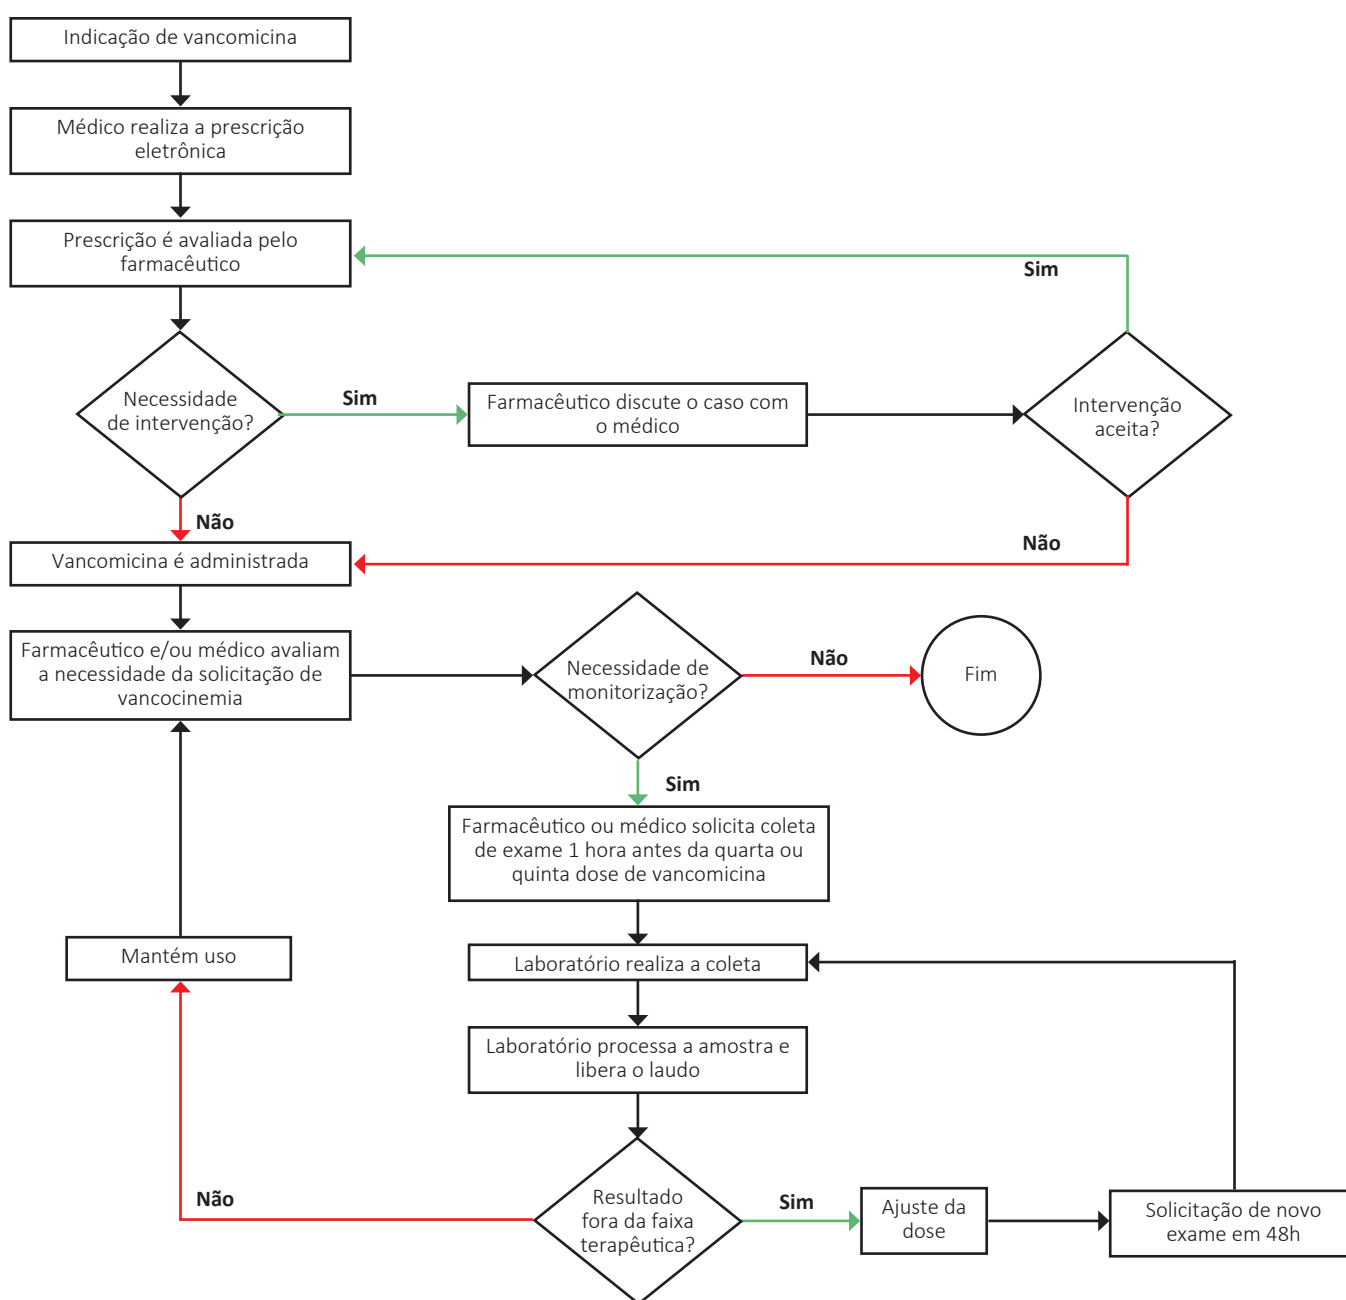 Indicação de vancomicina
Médico realiza a prescrição
eletrônica
Prescrição é avaliada pelo
farmacêutico
Sim
Necessidade
de intervenção?
Sim
Farmacêutico discute o caso com
o médico
Intervenção
aceita?
Não
Não
Vancomicina é administrada
Farmacêutico e/ou médico avaliam
a necessidade da solicitação de
vancocinemia
Necessidade de
monitorização?
Não
Fim
Sim
Farmacêutico ou médico solicita coleta
de exame 1 hora antes da quarta ou
quinta dose de vancomicina
Mantém uso
Laboratório realiza a coleta
Laboratório processa a amostra e
libera o laudo
Não
Resultado
fora da faixa
terapêutica?
Sim
Ajuste da
dose
Solicitação de novo
exame em 48h